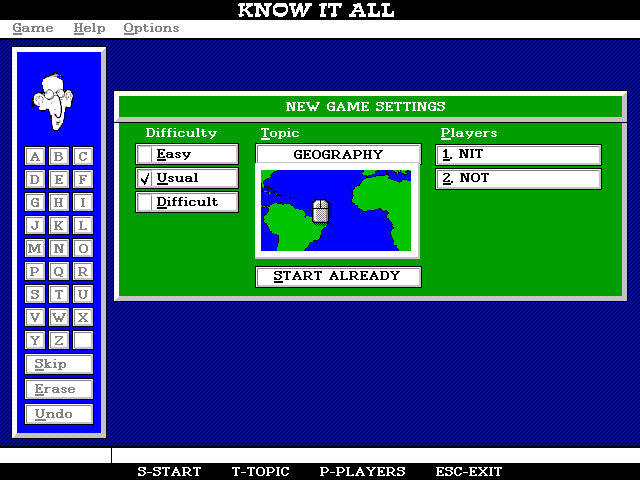 KNOW IT ALL
Game Help Options
NEW GAME SETTINGS
Difficulty Topic Players
Easy GEOGRAPHY 1. NIT
Usual 2. NOT
Difficult
START ALREADY
A B C
D E F
G H I
J K L
M N O
P Q R
S T U
V W X
Y Z
Skip
Erase
Undo
S-START T-TOPIC P-PLAYERS ESC-EXIT